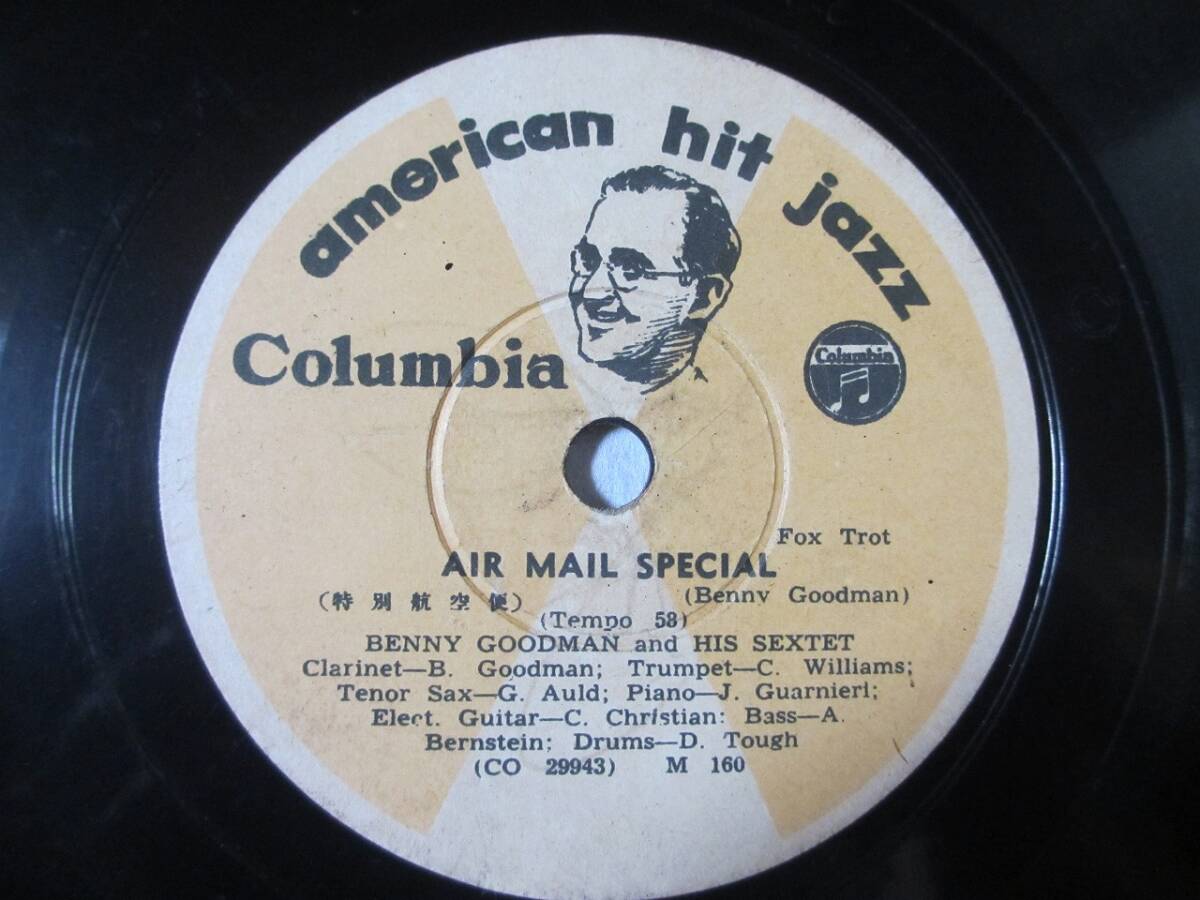 american hit jazz
Columbia
Columbia
Fox Trot
AIR MAIL SPECIAL
(特別航空便) (Benny Goodman)
(Tempo 58)
BENNY GOODMAN and HIS SEXTET
Clarinet—B. Goodman; Trumpet—C. Williams;
Tenor Sax—G. Auld; Piano—J. Guarnieri;
Elect. Guitar—C. Christian: Bass—A.
Bernstein; Drums—D. Tough
(CO 29943) M 160